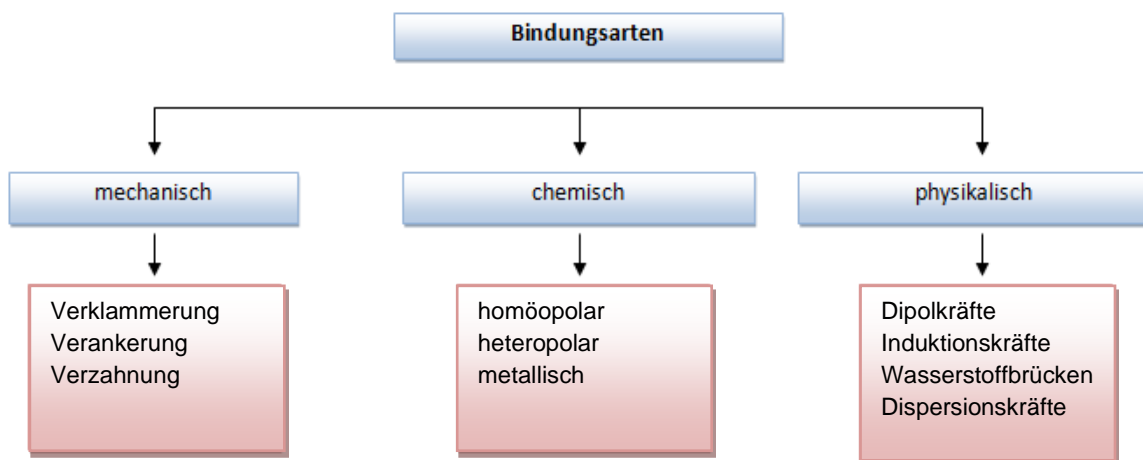 Bindungsarten
mechanisch
chemisch
physikalisch
Verklammerung
Verankerung
Verzahnung
homöopolar
heteropolar
metallisch
Dipolkräfte
Induktionskräfte
Wasserstoffbrücken
Dispersionskräfte